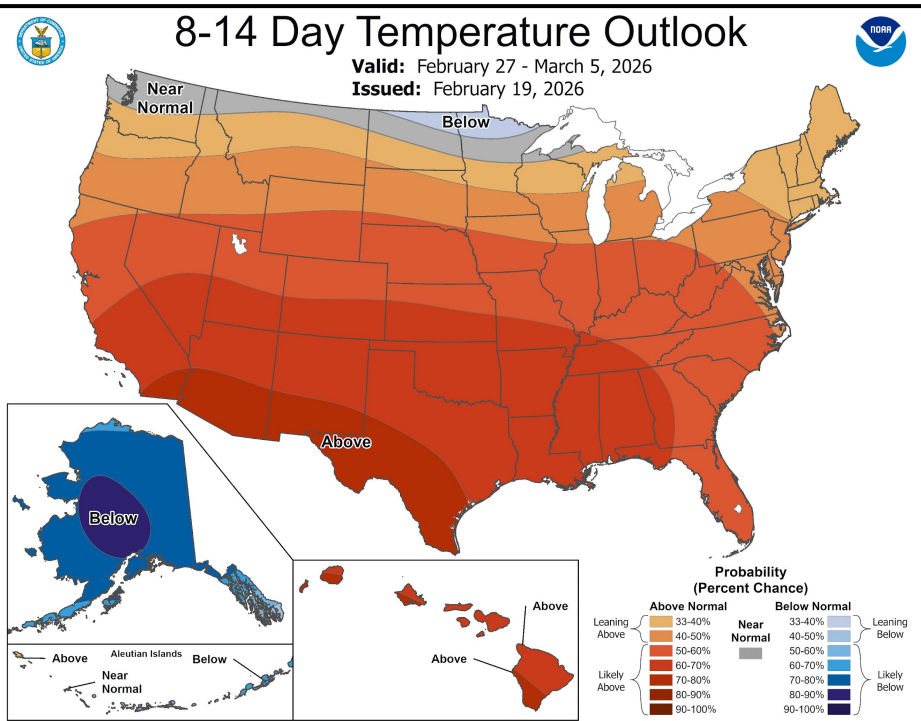 8-14 Day Temperature Outlook
Valid: February 27 - March 5, 2026
Issued: February 19, 2026
NOAA
Near
Normal
Below
Above
Below
Above
Above
Above
Aleutian Islands
Below
Near
Normal
Probability
(Percent Chance)
Above Normal
Below Normal
Leaning
Above
33-40%
40-50%
Likely
Above
50-60%
60-70%
70-80%
80-90%
90-100%
Near
Normal
33-40%
40-50%
Leaning
Below
50-60%
60-70%
70-80%
80-90%
90-100%
Likely
Below